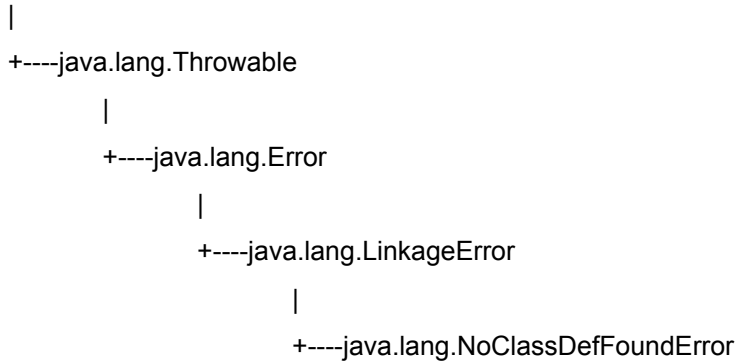 |
+----java.lang.Throwable
|
+----java.lang.Error
|
+----java.lang.LinkageError
|
+----java.lang.NoClassDefFoundError